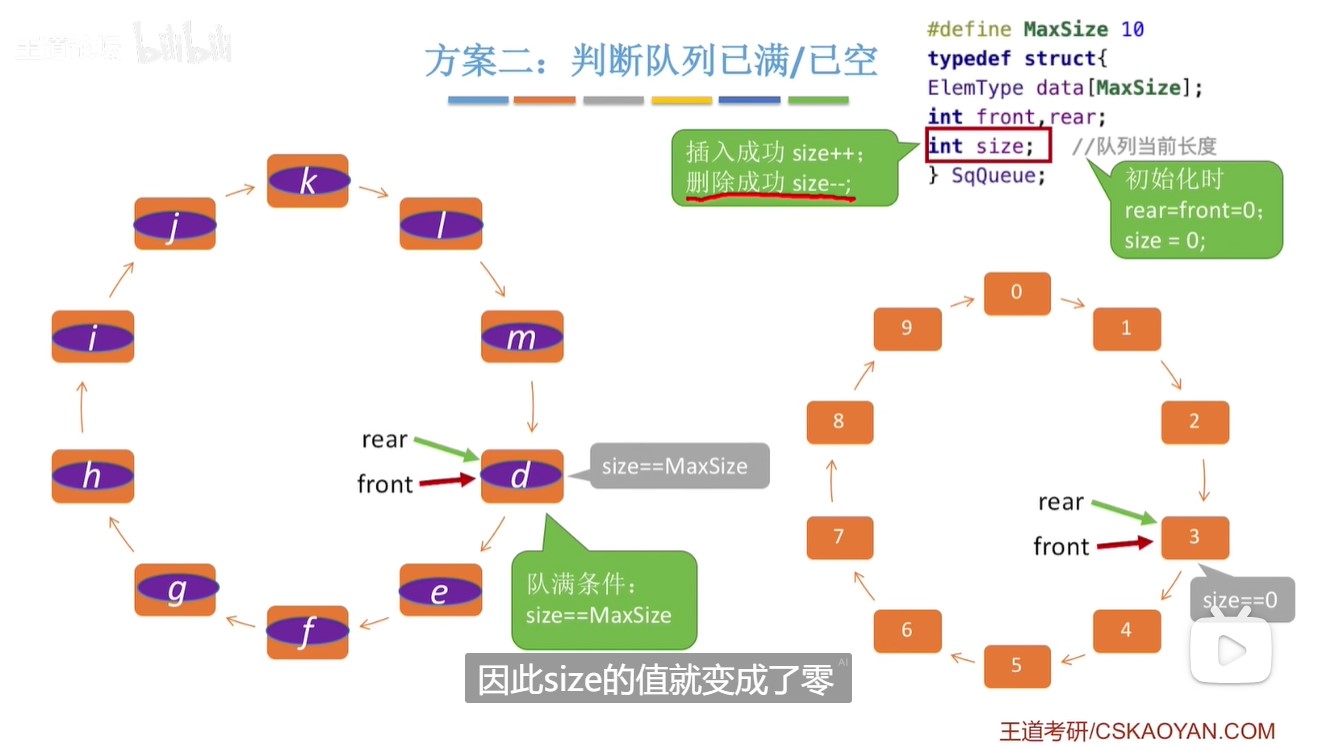 王道论坛 bilibili
方案二：判断队列已满/已空
#define MaxSize 10
typedef struct{
ElemType data[MaxSize];
int front,rear;
int size; //队列当前长度
} SqQueue;
插入成功 size++；
删除成功 size--;
初始化时
rear=front=0；
size = 0;
k
j
l
i
m
h
d
g
e
f
rear
front
size==MaxSize
队满条件：
size==MaxSize
0
9
1
8
2
7
3
6
4
5
rear
front
size==0
因此size的值就变成了零
AI
王道考研/CSKAOYAN.COM